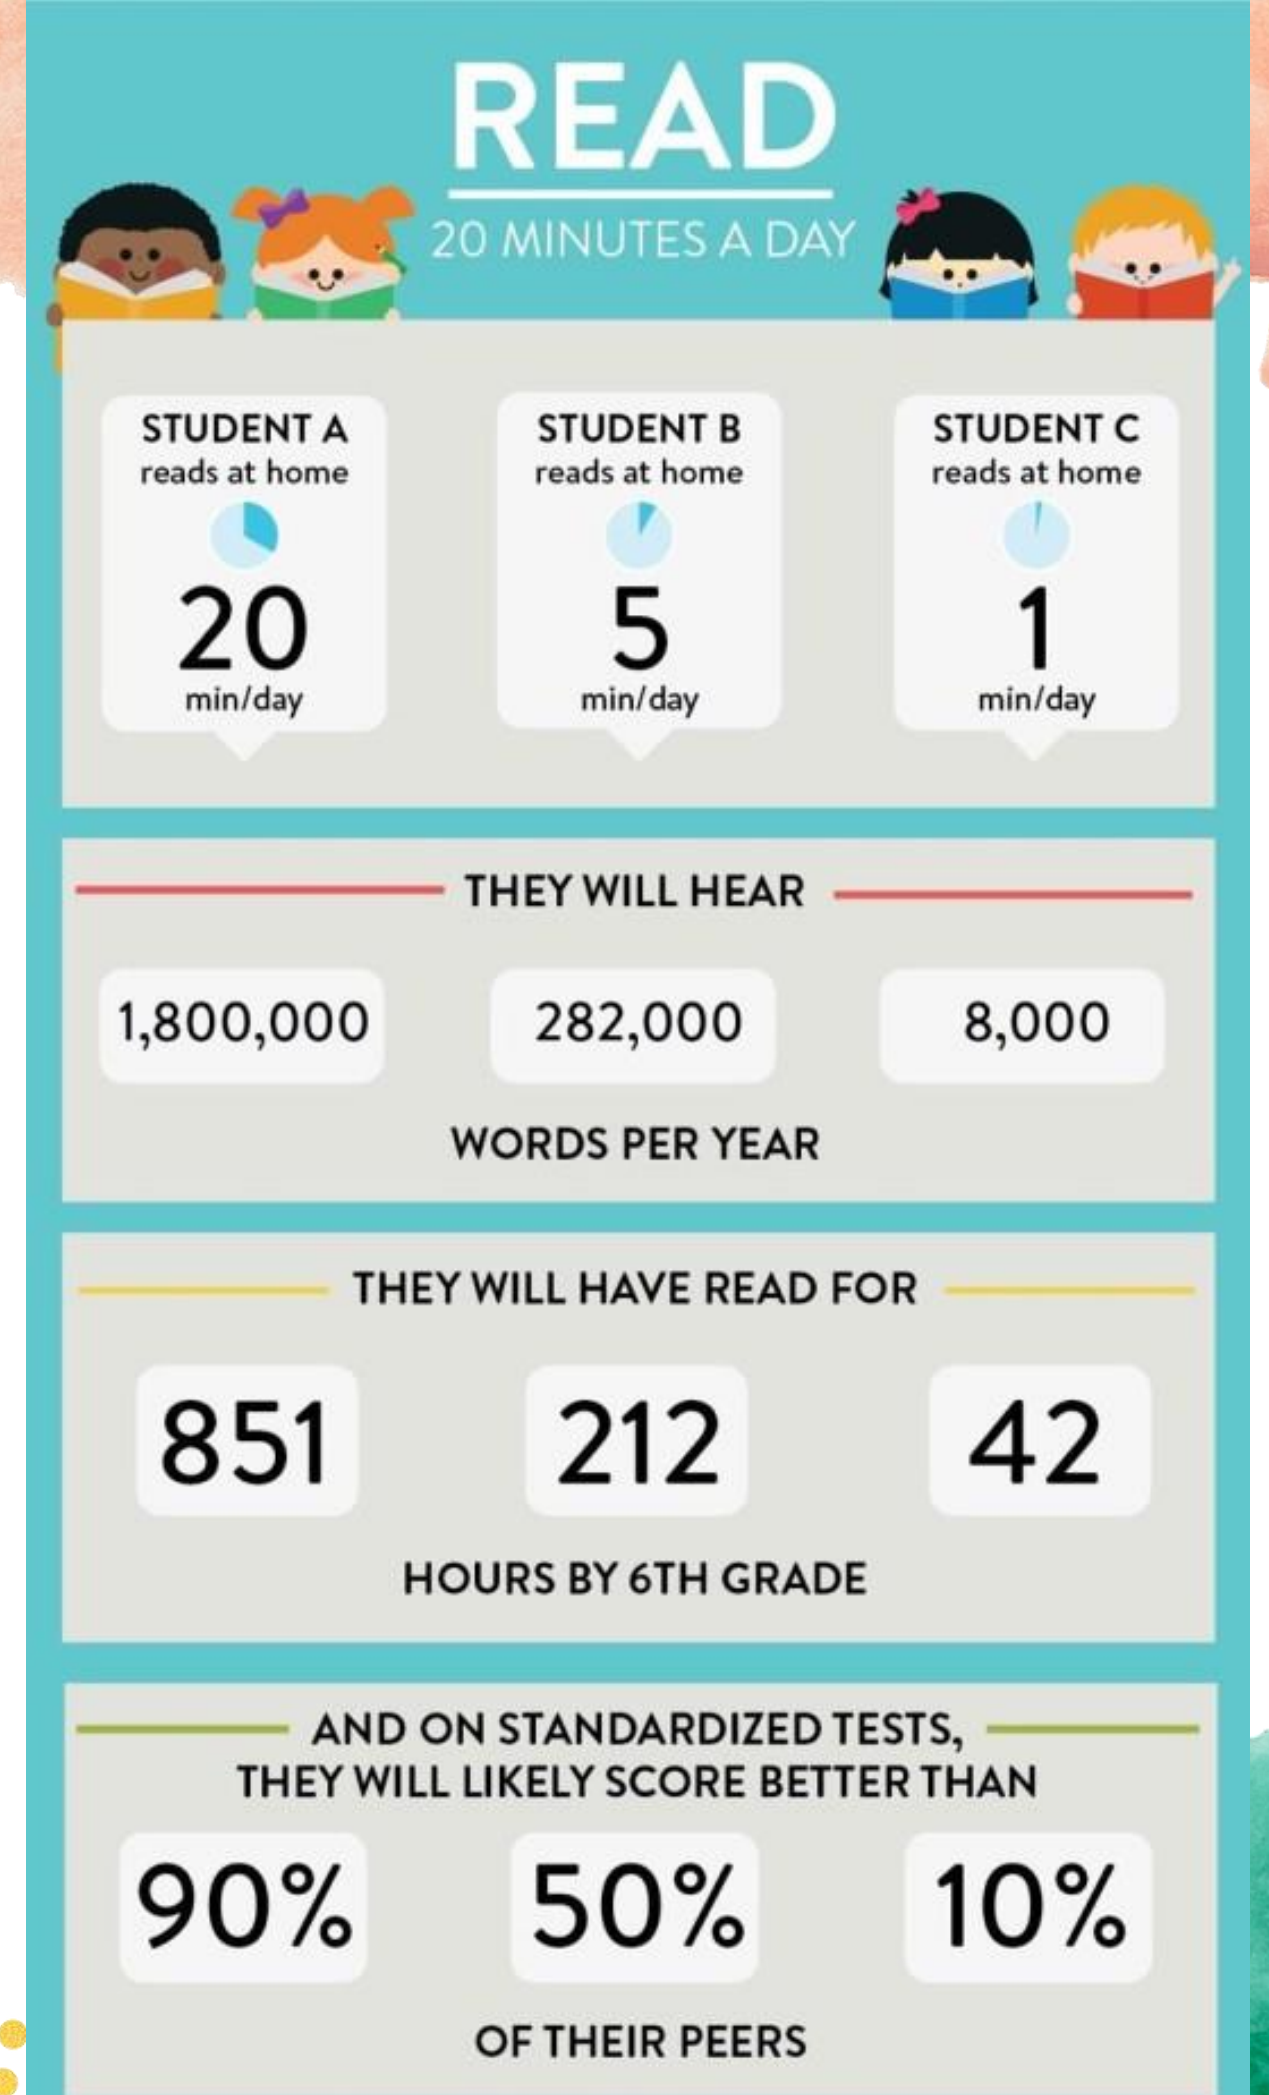 READ
20 MINUTES A DAY
STUDENT A
reads at home
20
min/day
STUDENT B
reads at home
5
min/day
STUDENT C
reads at home
1
min/day
THEY WILL HEAR
1,800,000
282,000
8,000
WORDS PER YEAR
THEY WILL HAVE READ FOR
851
212
42
HOURS BY 6TH GRADE
AND ON STANDARDIZED TESTS,
THEY WILL LIKELY SCORE BETTER THAN
90%
50%
10%
OF THEIR PEERS